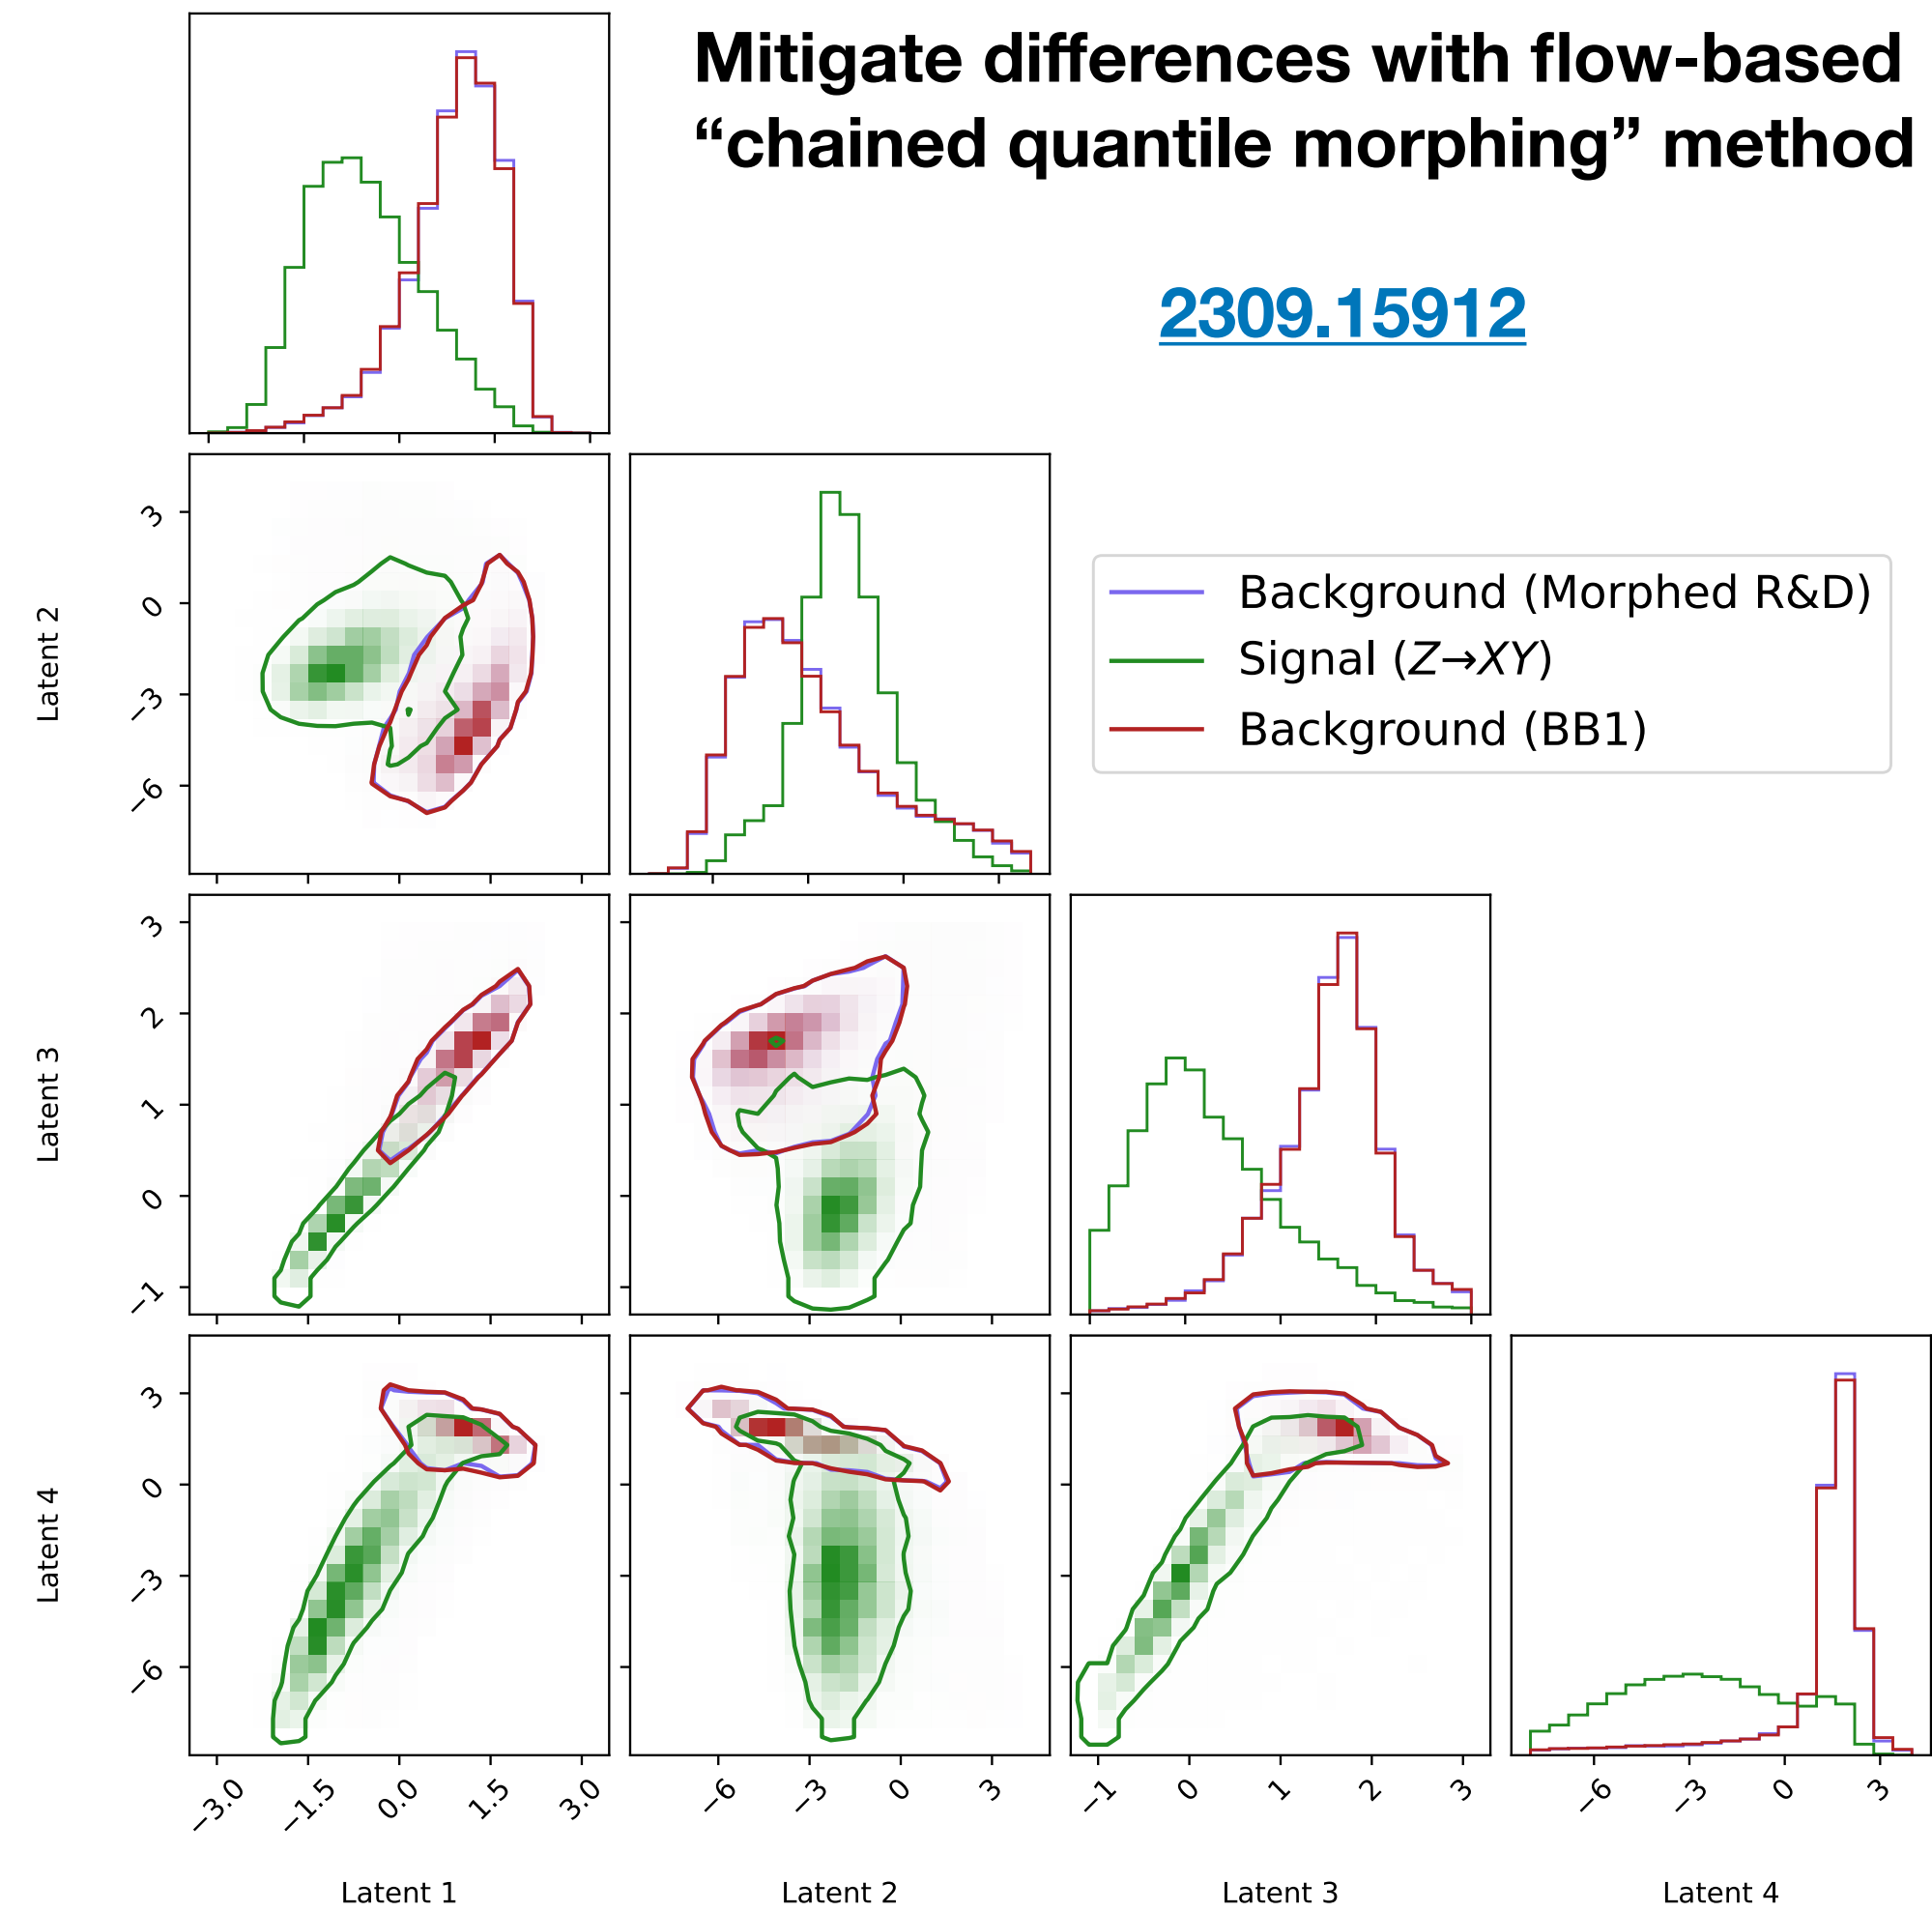 Mitigate differences with flow-based
“chained quantile morphing” method
2309.15912
Background (Morphed R&D)
Signal (Z→XY)
Background (BB1)
Latent 2
3
0
−3
−6
Latent 3
3
2
1
0
−1
Latent 4
3
0
−3
−6
−3.0 −1.5 0.0 1.5 3.0
−6 −3 0 3
−1 0 1 2 3
−6 −3 0 3
Latent 1
Latent 2
Latent 3
Latent 4